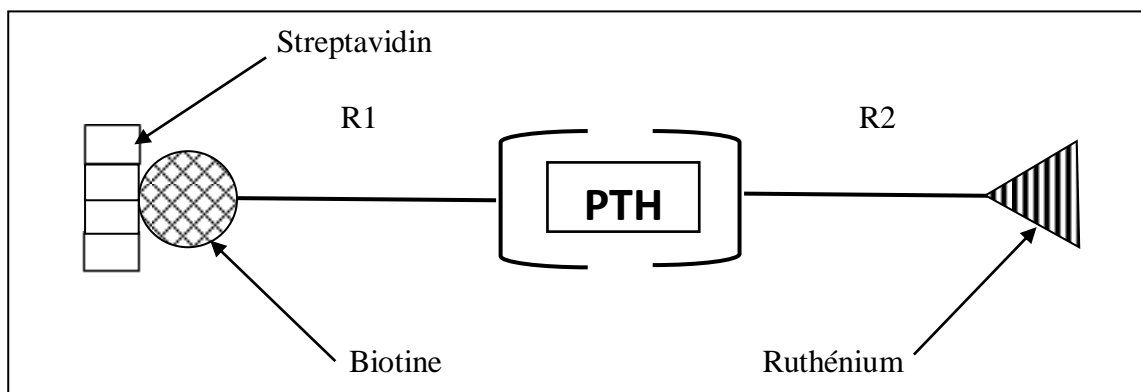 Streptavidin
R1
R2
PTH
Biotine
Ruthénium